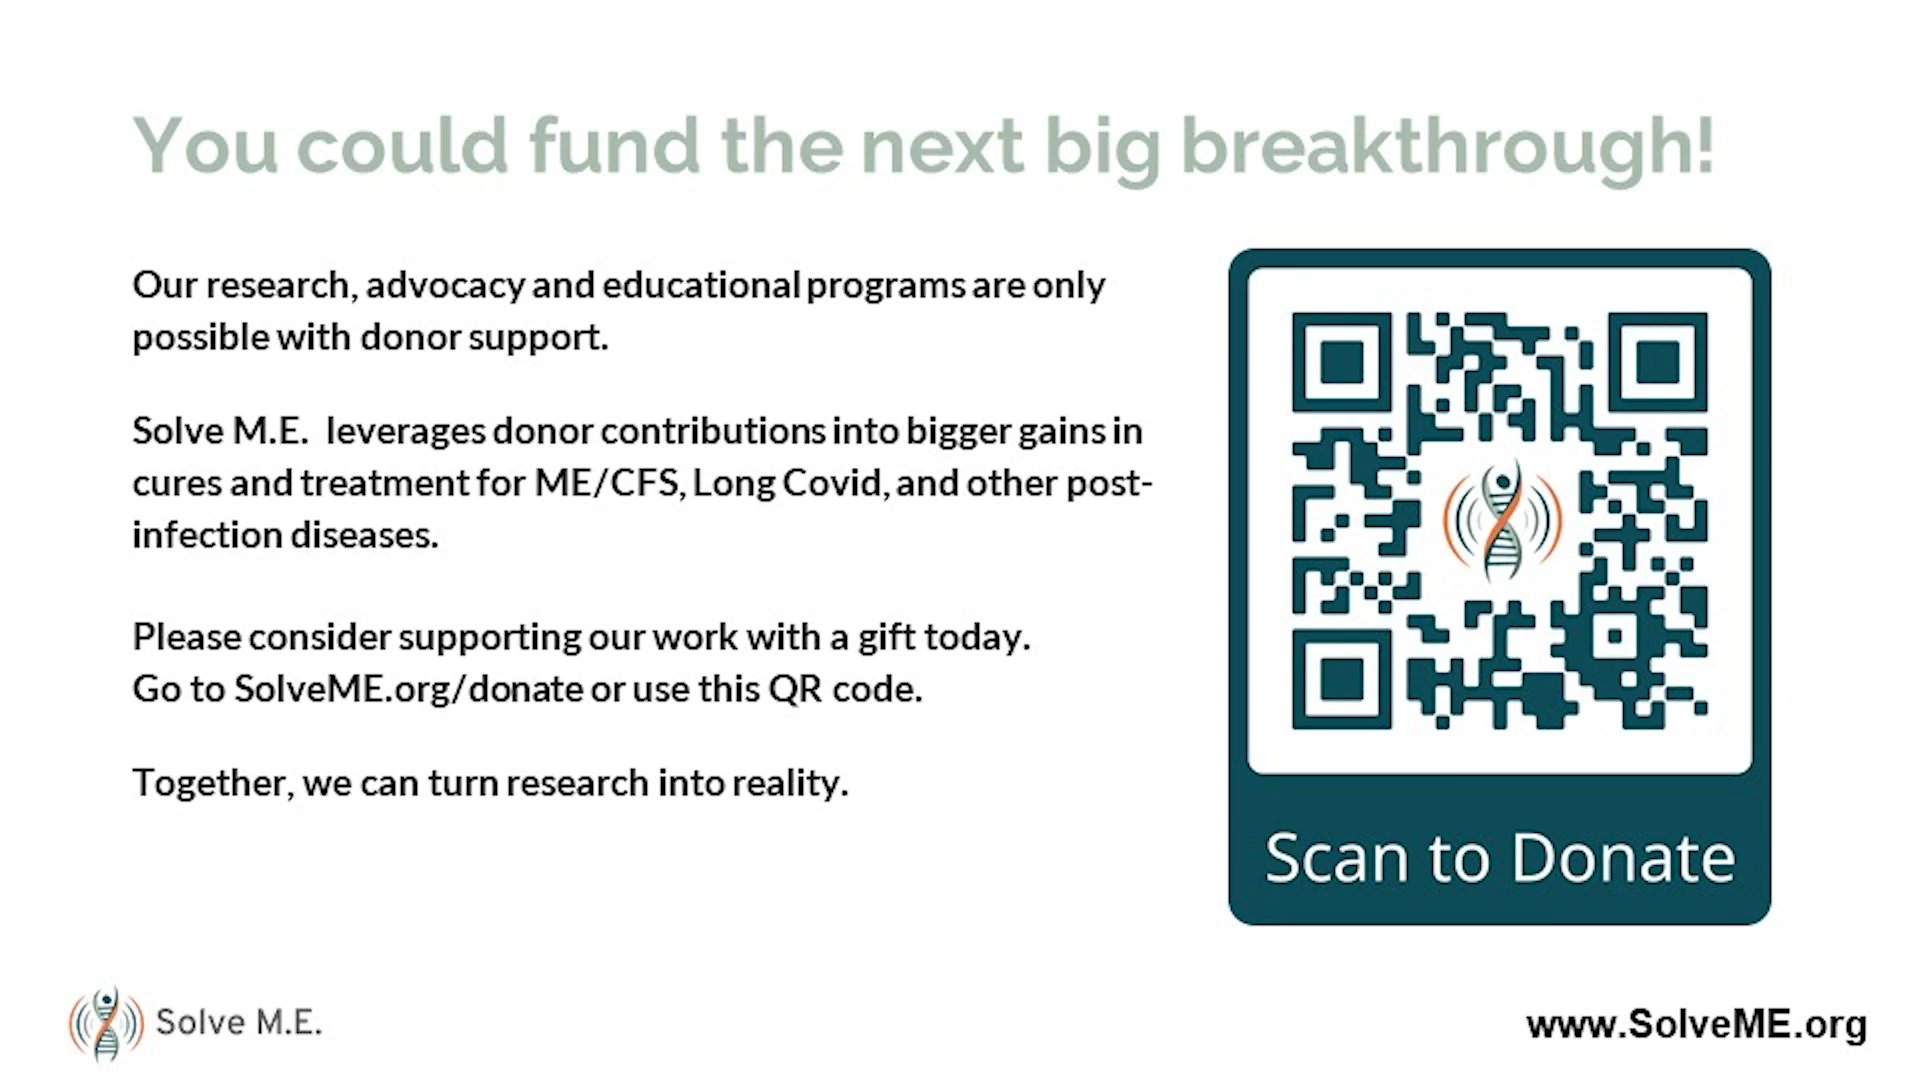 You could fund the next big breakthrough!
Our research, advocacy and educational programs are only
possible with donor support.
Solve M.E. leverages donor contributions into bigger gains in
cures and treatment for ME/CFS, Long Covid, and other post-
infection diseases.
Please consider supporting our work with a gift today.
Go to SolveME.org/donate or use this QR code.
Together, we can turn research into reality.
Scan to Donate
Solve M.E.
www.SolveME.org